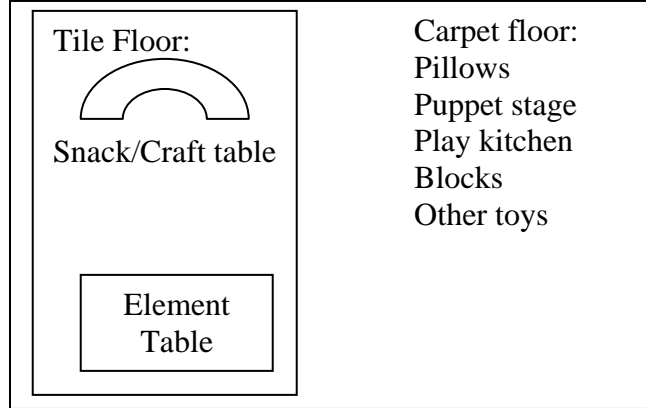 Tile Floor:
Snack/Craft table
Element
Table
Carpet floor:
Pillows
Puppet stage
Play kitchen
Blocks
Other toys